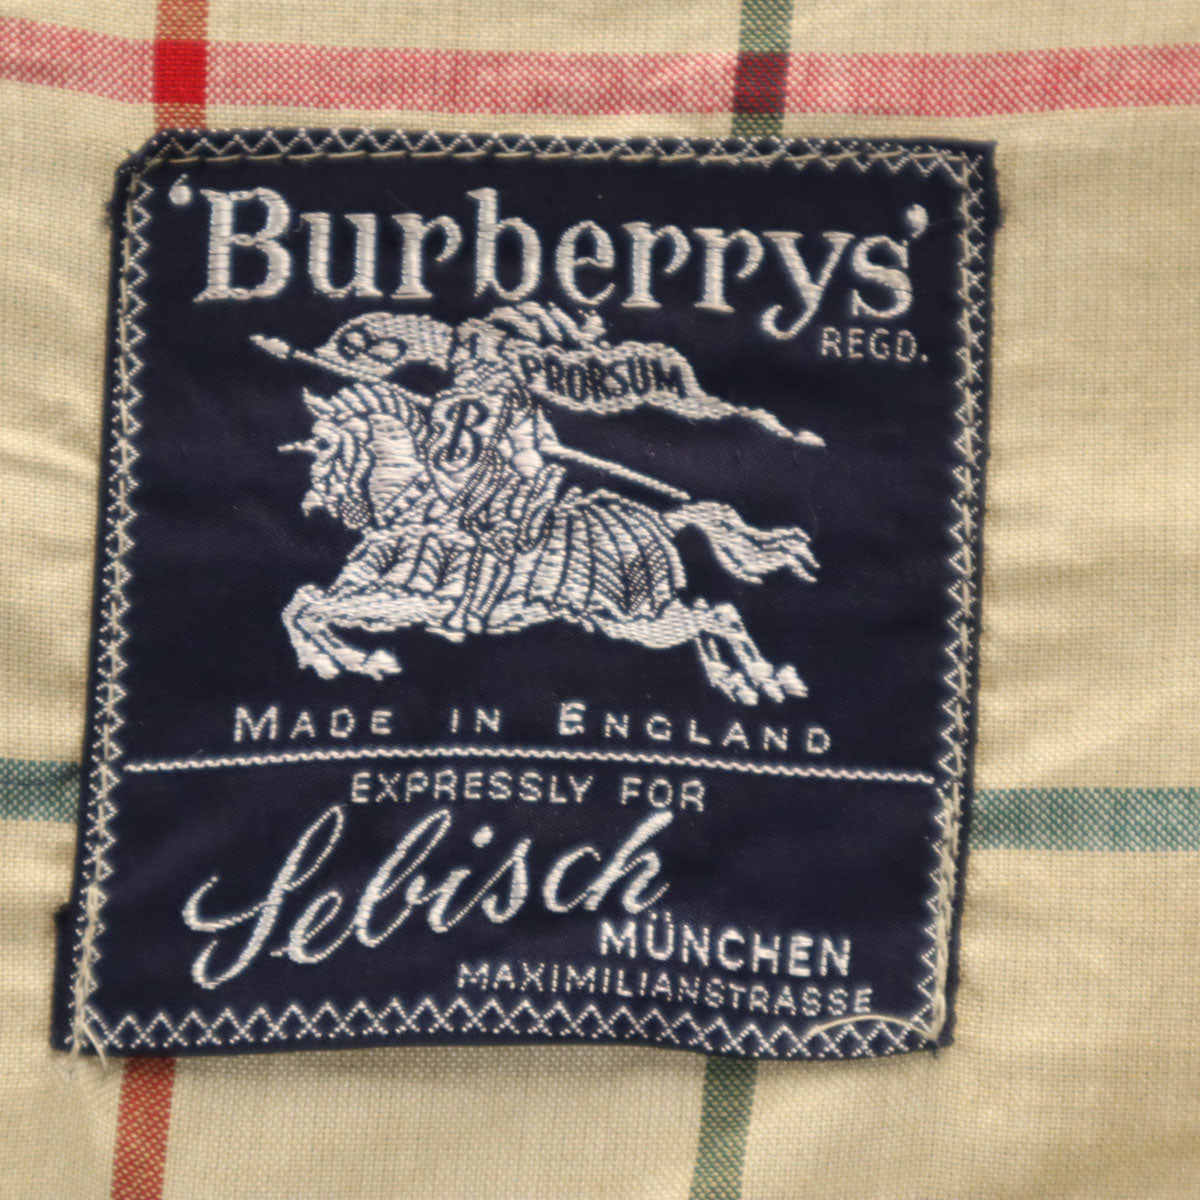 ‘Burberrys’
REGD.
PRORSUM
B
MADE IN ENGLAND
EXPRESSLY FOR
Sebisch
MÜNCHEN
MAXIMILIANSTRASSE